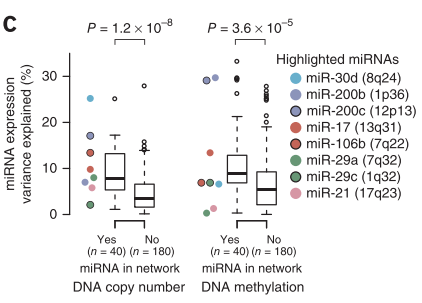 C
P = 1.2 × 10⁻⁸
P = 3.6 × 10⁻⁵
miRNA expression
variance explained (%)
30
20
10
0
Yes
No
(n = 40)
(n = 180)
miRNA in network
DNA copy number
Yes
No
(n = 40)
(n = 180)
miRNA in network
DNA methylation
Highlighted miRNAs
miR-30d (8q24)
miR-200b (1p36)
miR-200c (12p13)
miR-17 (13q31)
miR-106b (7q22)
miR-29a (7q32)
miR-29c (1q32)
miR-21 (17q23)